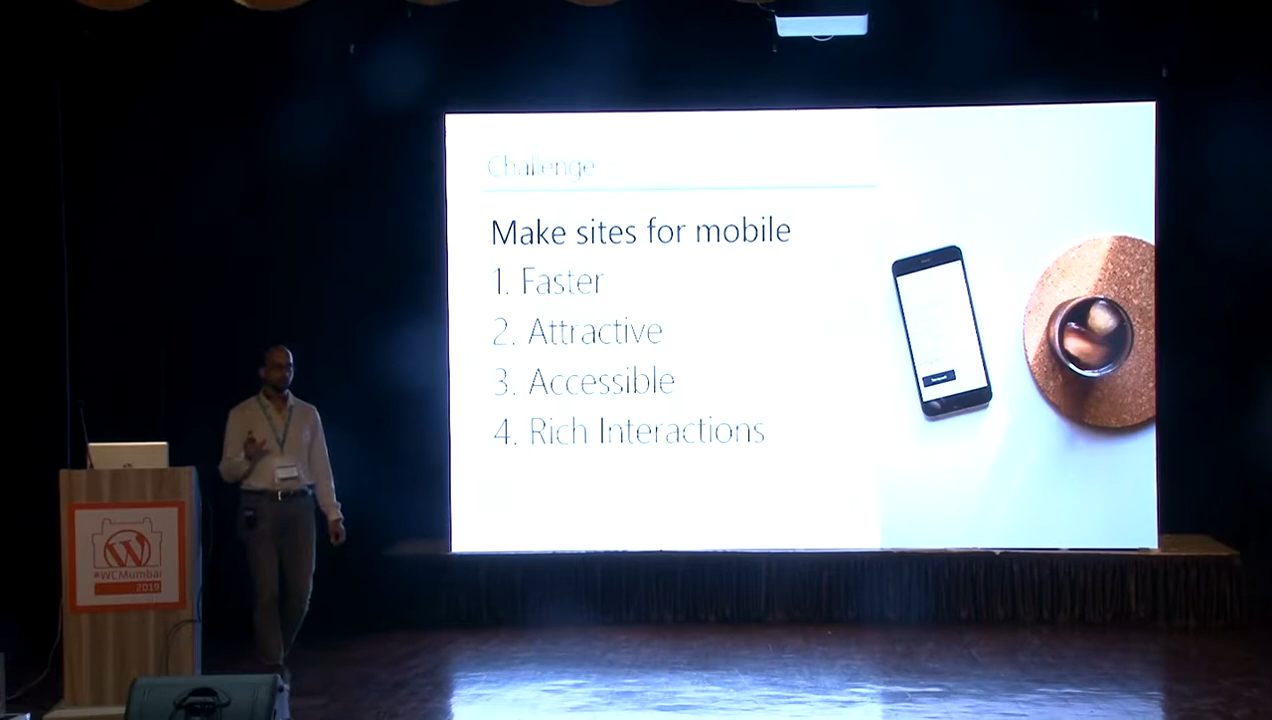 Challenge
Make sites for mobile
1. Faster
2. Attractive
3. Accessible
4. Rich Interactions
#WCMumbai
2019